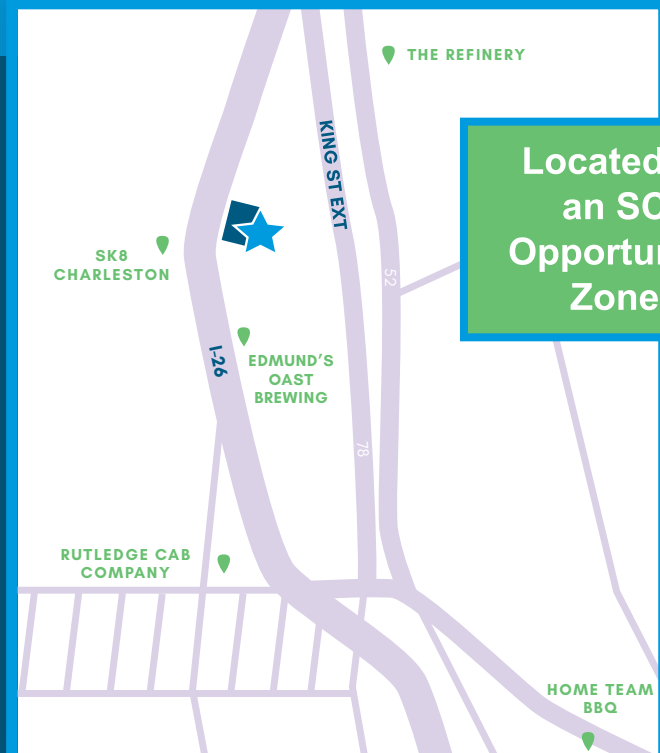 THE REFINERY
KING ST EXT
Located
an SC
Zone
SK8
CHARLESTON
52
I-26
EDMUND'S
OAST
BREWING
78
RUTLEDGE CAB
COMPANY
HOME TEAM
BBQ